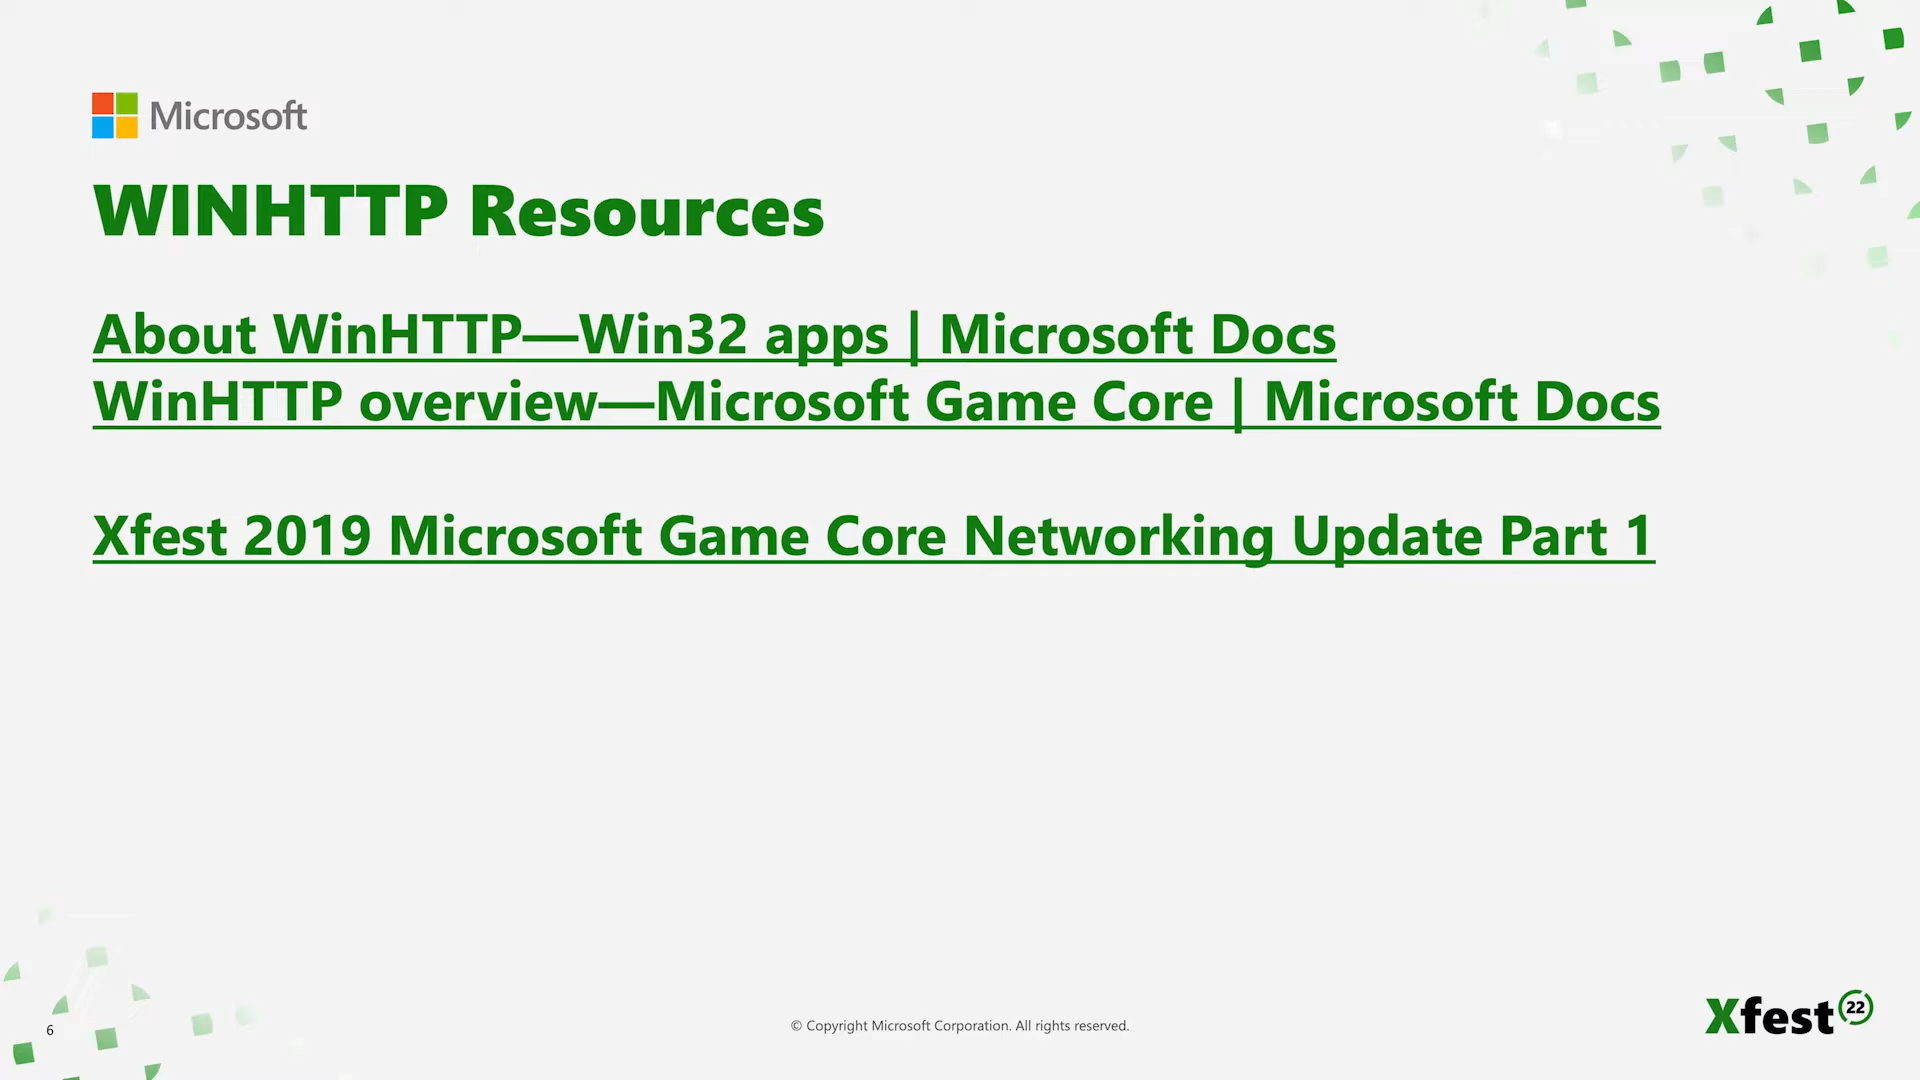 Microsoft
WINHTTP Resources
About WinHTTP—Win32 apps | Microsoft Docs
WinHTTP overview—Microsoft Game Core | Microsoft Docs
Xfest 2019 Microsoft Game Core Networking Update Part 1
6
© Copyright Microsoft Corporation. All rights reserved.
Xfest 22